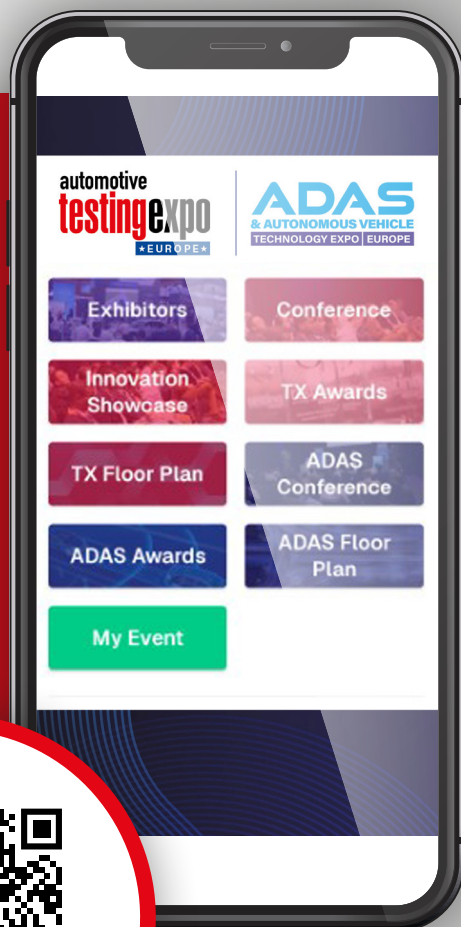 automotive
testingexpo
★EUROPE★
ADAS
& AUTONOMOUS VEHICLE
TECHNOLOGY EXPO EUROPE
Exhibitors
Conference
Innovation
Showcase
TX Awards
TX Floor Plan
ADAS
Conference
ADAS Awards
ADAS Floor
Plan
My Event